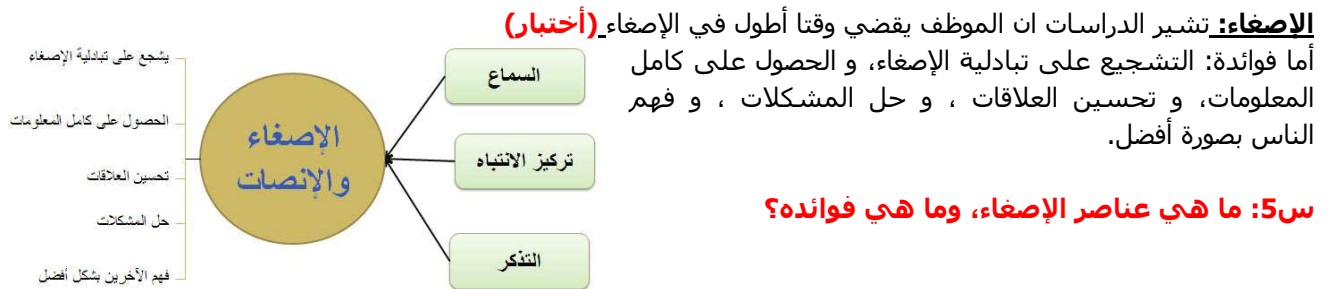 الإصغاء: تشير الدراسات ان الموظف يقضي وقتا أطول في الإصغاء (أختبار)
أما فوائدة: التشجيع على تبادلية الإصغاء، و الحصول على كامل
المعلومات، و تحسين العلاقات ، و حل المشكلات ، و فهم
الناس بصورة أفضل.
س5: ما هي عناصر الإصغاء، وما هي فوائده؟
السماع
تركيز الانتباه
التذكر
الإصغاء
والإنصات
يشجع على تبادلية الإصغاء
الحصول على كامل المعلومات
تحسين العلاقات
حل المشكلات
فهم الآخرين بشكل أفضل